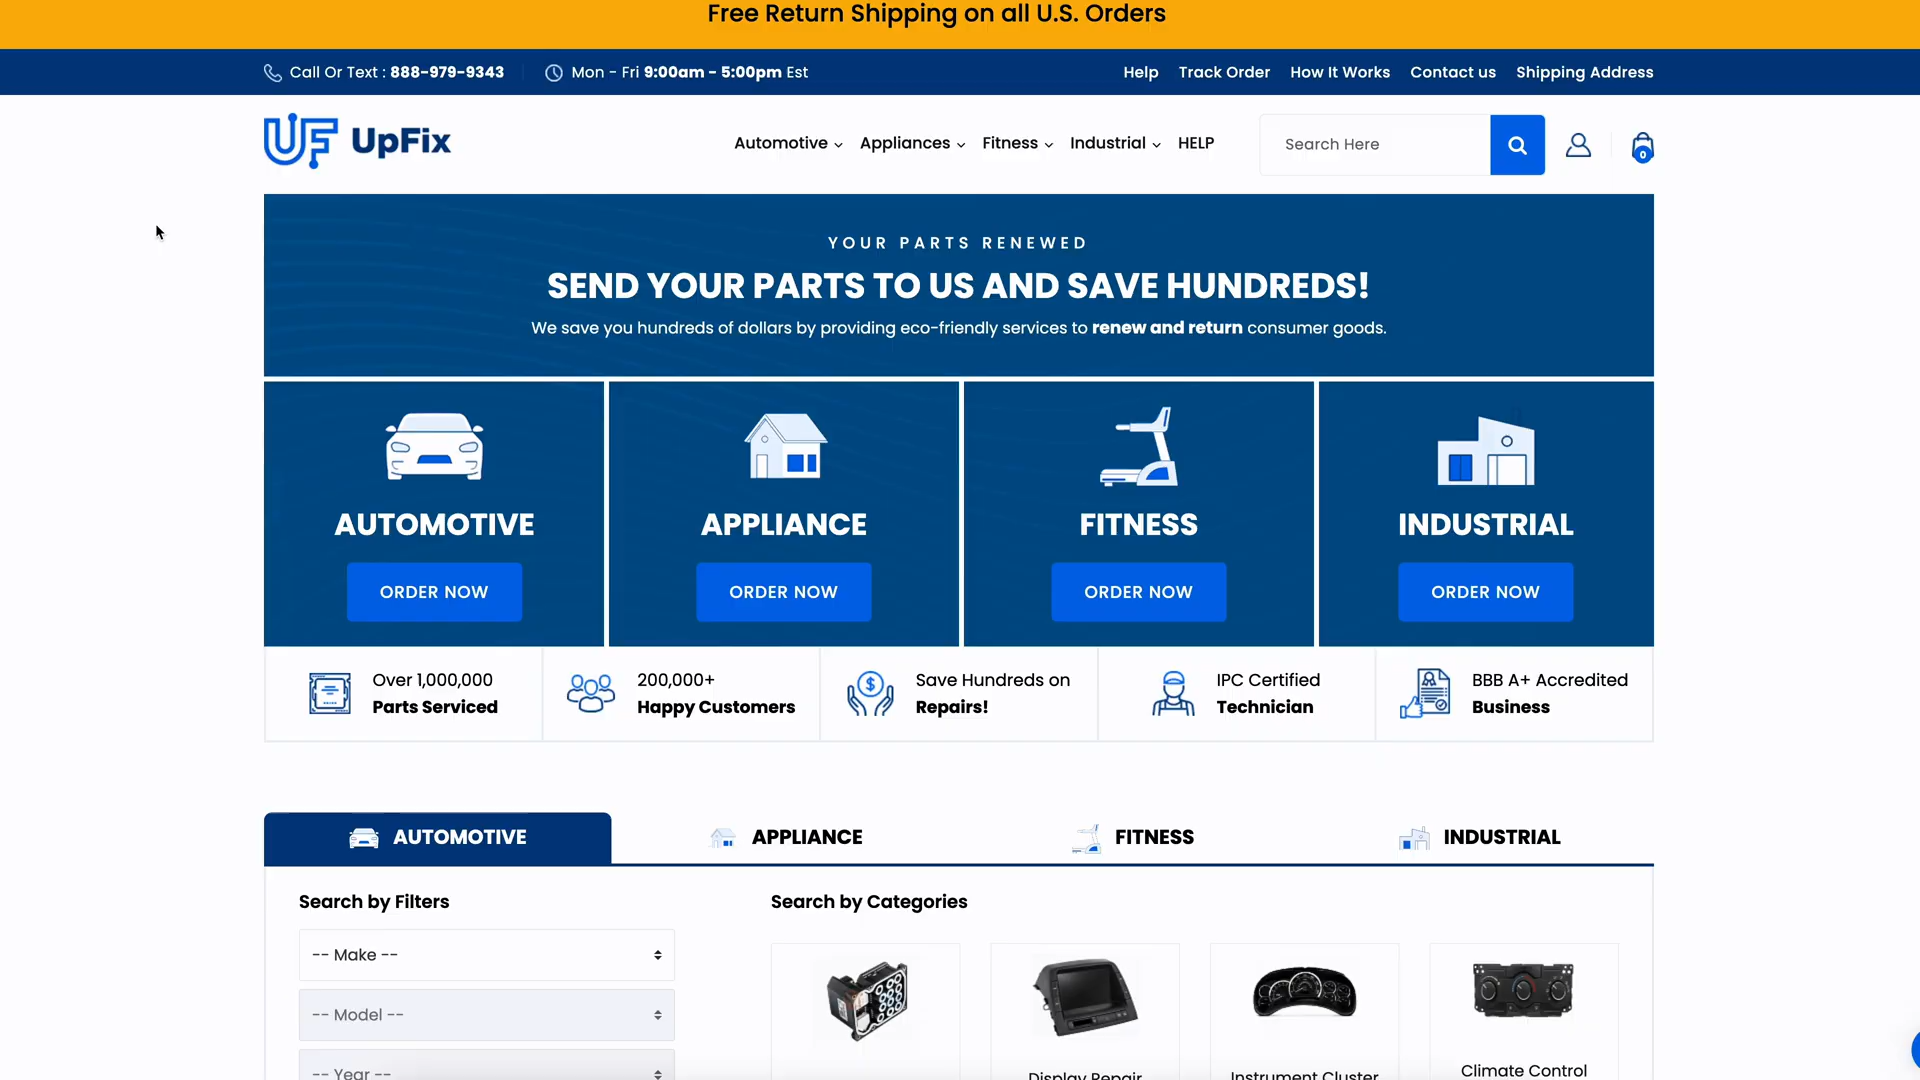 Free Return Shipping on all U.S. Orders
Call Or Text : 888-979-9343
Mon - Fri 9:00am - 5:00pm Est
Help
Track Order
How It Works
Contact us
Shipping Address
UF UpFix
Automotive
Appliances
Fitness
Industrial
HELP
Search Here
0
YOUR PARTS RENEWED
SEND YOUR PARTS TO US AND SAVE HUNDREDS!
We save you hundreds of dollars by providing eco-friendly services to renew and return consumer goods.
AUTOMOTIVE
ORDER NOW
APPLIANCE
ORDER NOW
FITNESS
ORDER NOW
INDUSTRIAL
ORDER NOW
Over 1,000,000
Parts Serviced
200,000+
Happy Customers
Save Hundreds on
Repairs!
IPC Certified
Technician
BBB A+ Accredited
Business
AUTOMOTIVE
APPLIANCE
FITNESS
INDUSTRIAL
Search by Filters
-- Make --
-- Model --
-- Year --
Search by Categories
Display Repair
Instrument Cluster
Climate Control